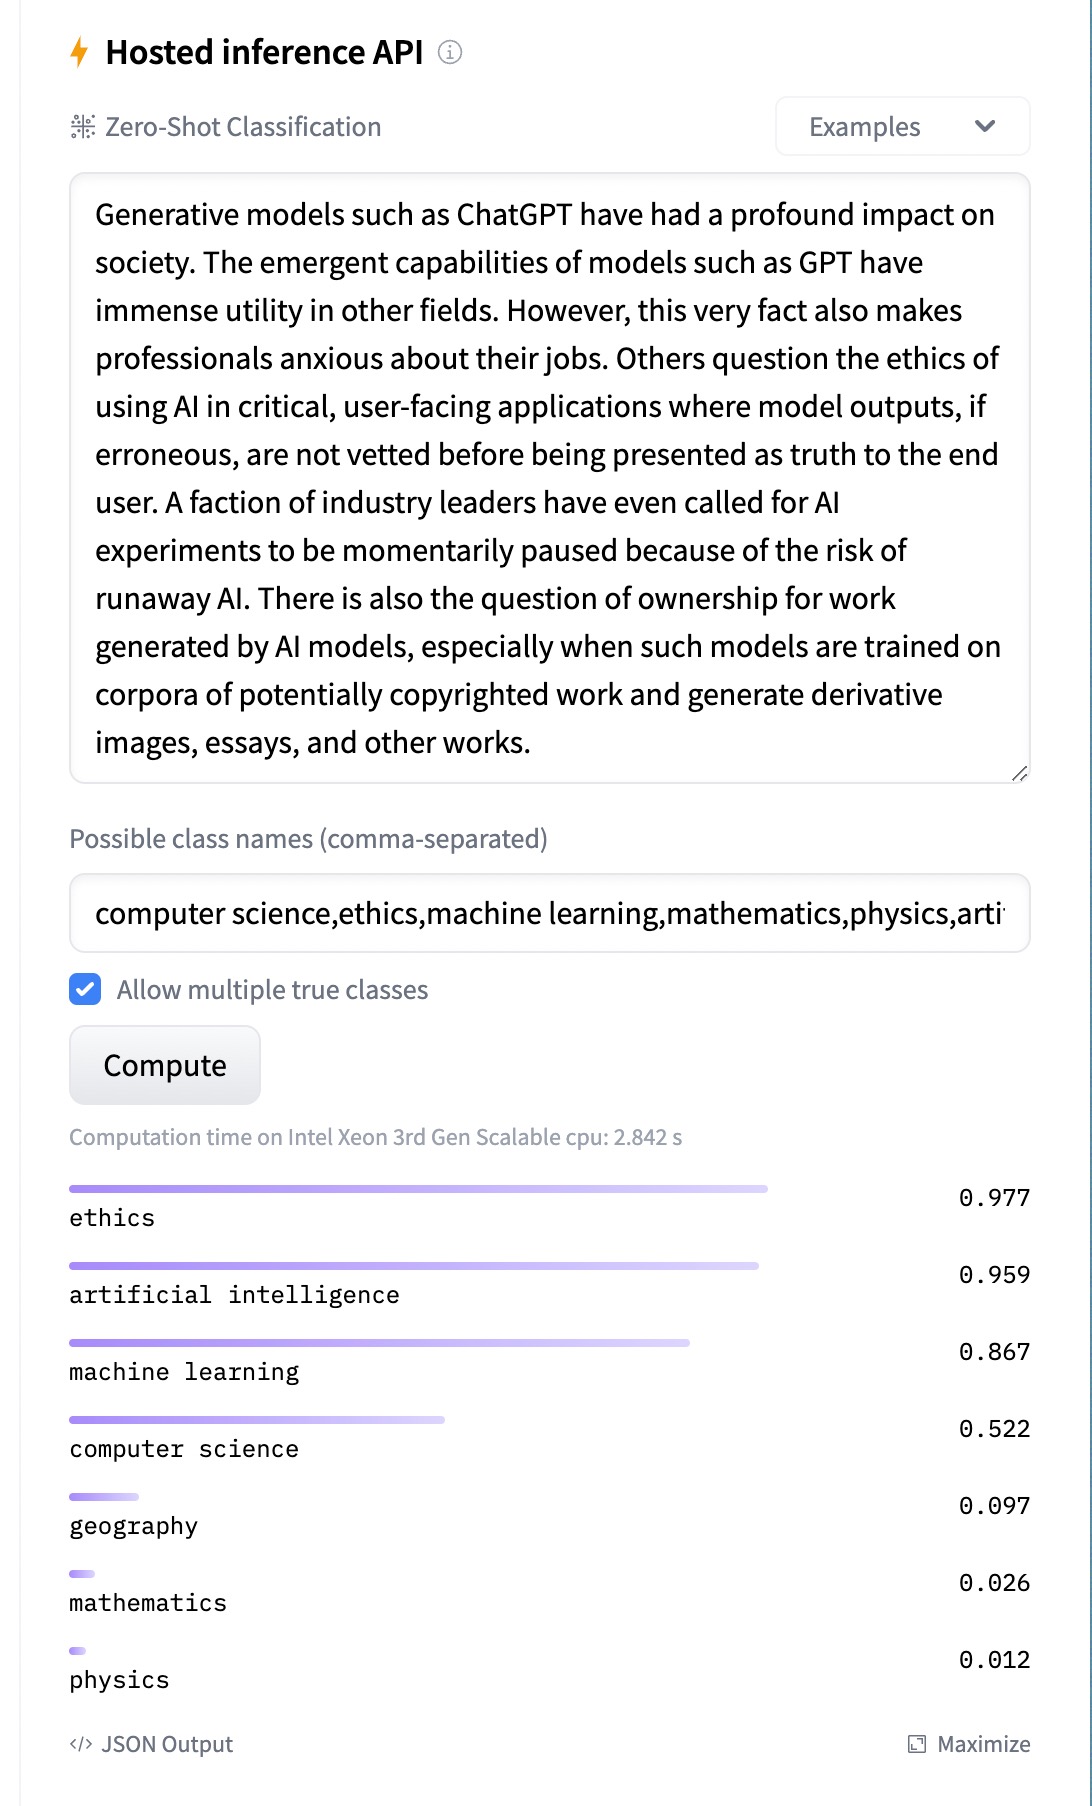 Hosted inference API
Zero-Shot Classification
Examples
Generative models such as ChatGPT have had a profound impact on
society. The emergent capabilities of models such as GPT have
immense utility in other fields. However, this very fact also makes
professionals anxious about their jobs. Others question the ethics of
using AI in critical, user-facing applications where model outputs, if
erroneous, are not vetted before being presented as truth to the end
user. A faction of industry leaders have even called for AI
experiments to be momentarily paused because of the risk of
runaway AI. There is also the question of ownership for work
generated by AI models, especially when such models are trained on
corpora of potentially copyrighted work and generate derivative
images, essays, and other works.
Possible class names (comma-separated)
computer science,ethics,machine learning,mathematics,physics,arti
Allow multiple true classes
Compute
Computation time on Intel Xeon 3rd Gen Scalable cpu: 2.842 s
ethics 0.977
artificial intelligence 0.959
machine learning 0.867
computer science 0.522
geography 0.097
mathematics 0.026
physics 0.012
</> JSON Output
Maximize